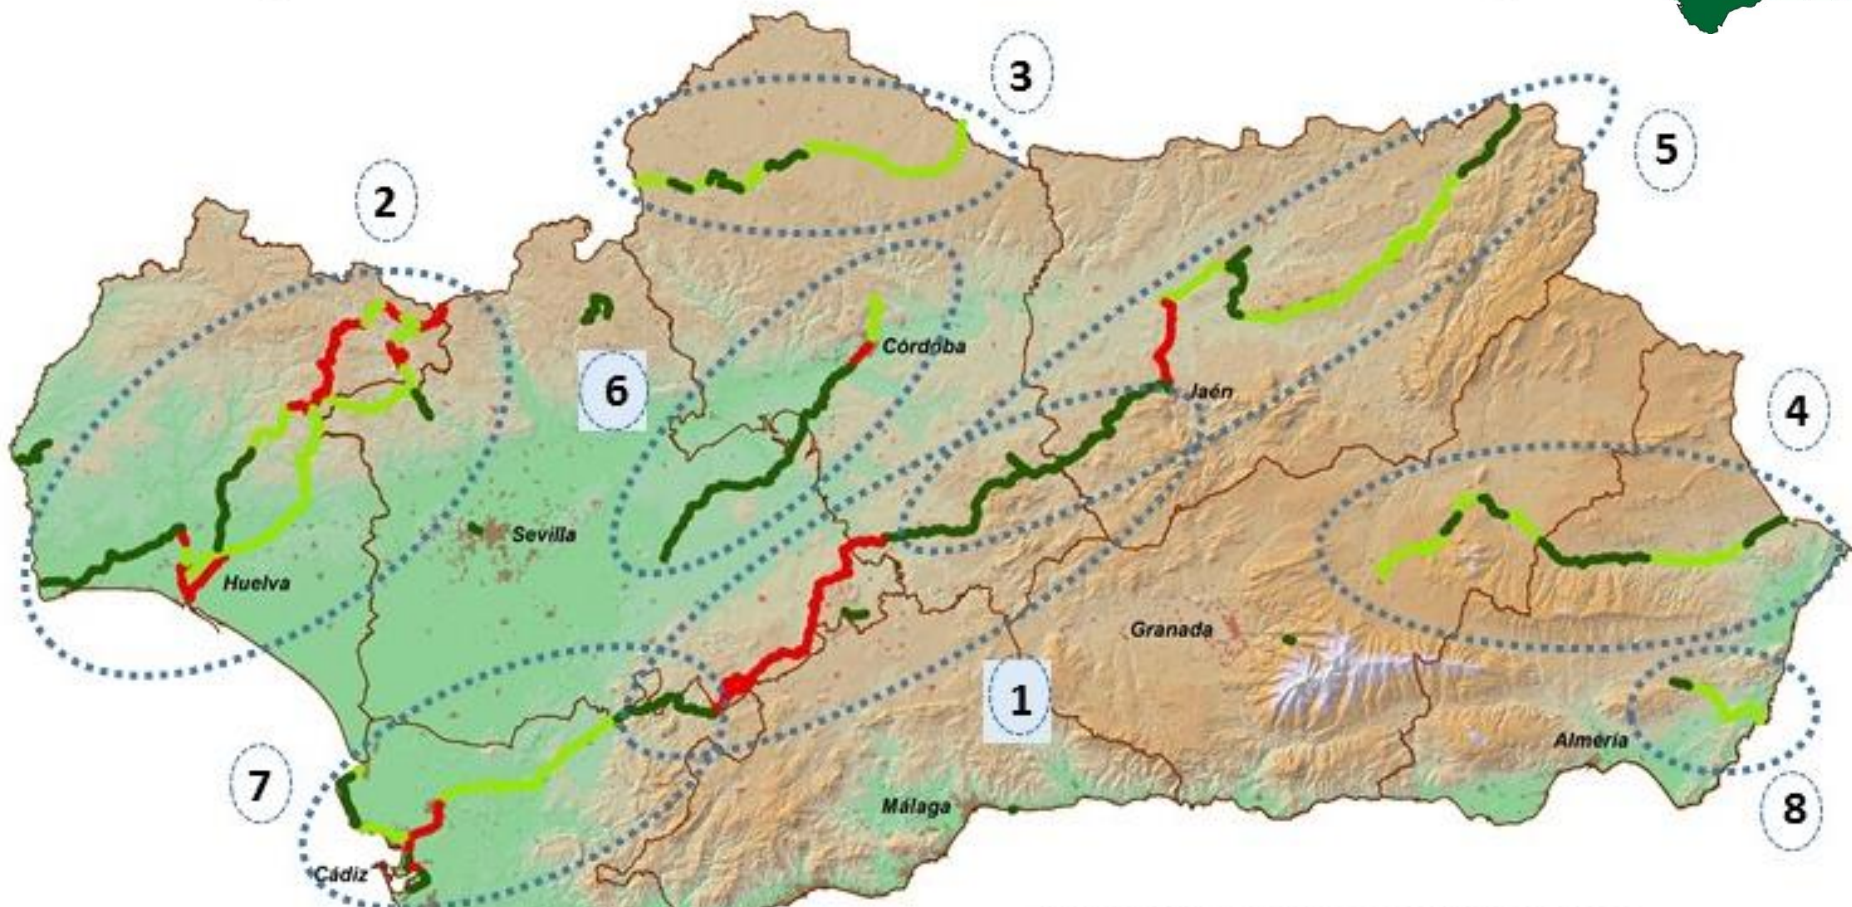 3
5
2
Córdoba
6
Jaén
4
Sevilla
Huelva
Granada
1
Almería
7
Málaga
8
Cádiz